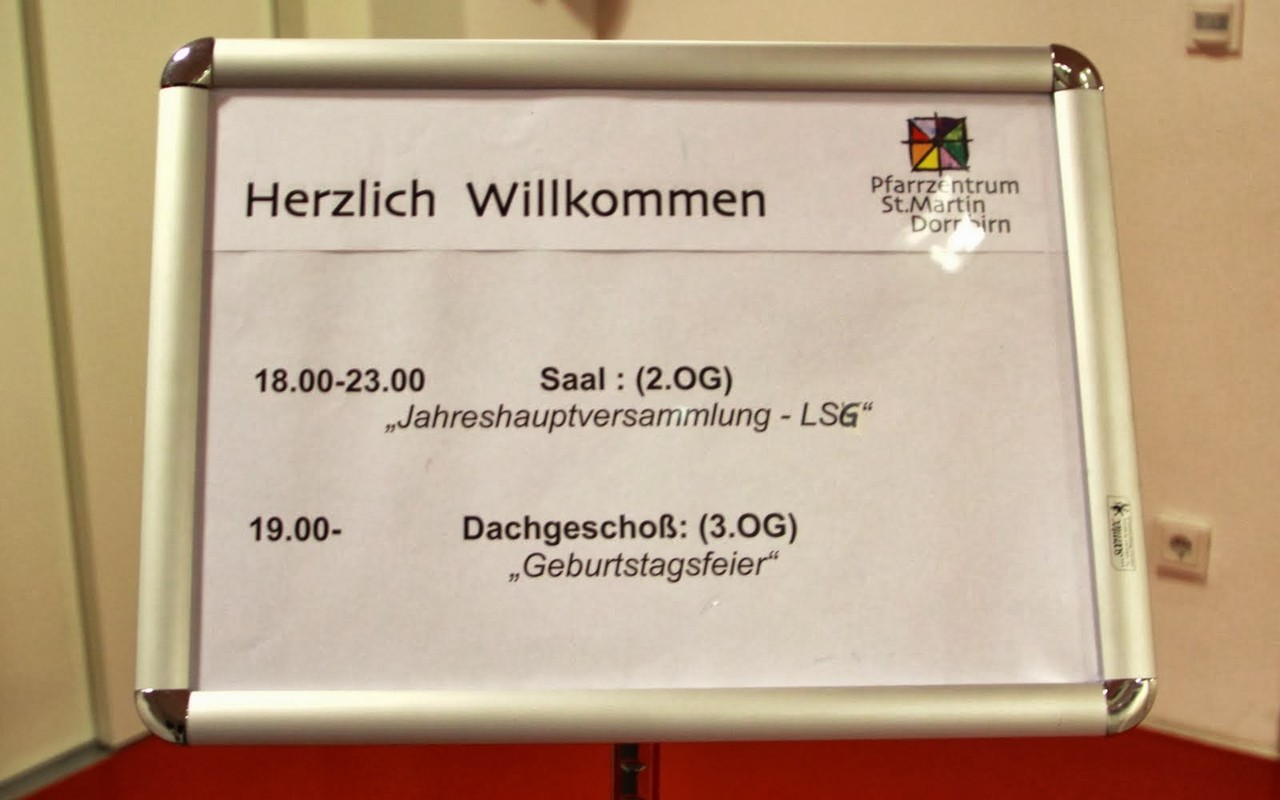 Herzlich Willkommen
Pfarrzentrum
St.Martin
Dornbirn
18.00-23.00 Saal : (2.OG)
„Jahreshauptversammlung - LSG“
19.00- Dachgeschoß: (3.OG)
„Geburtstagsfeier“